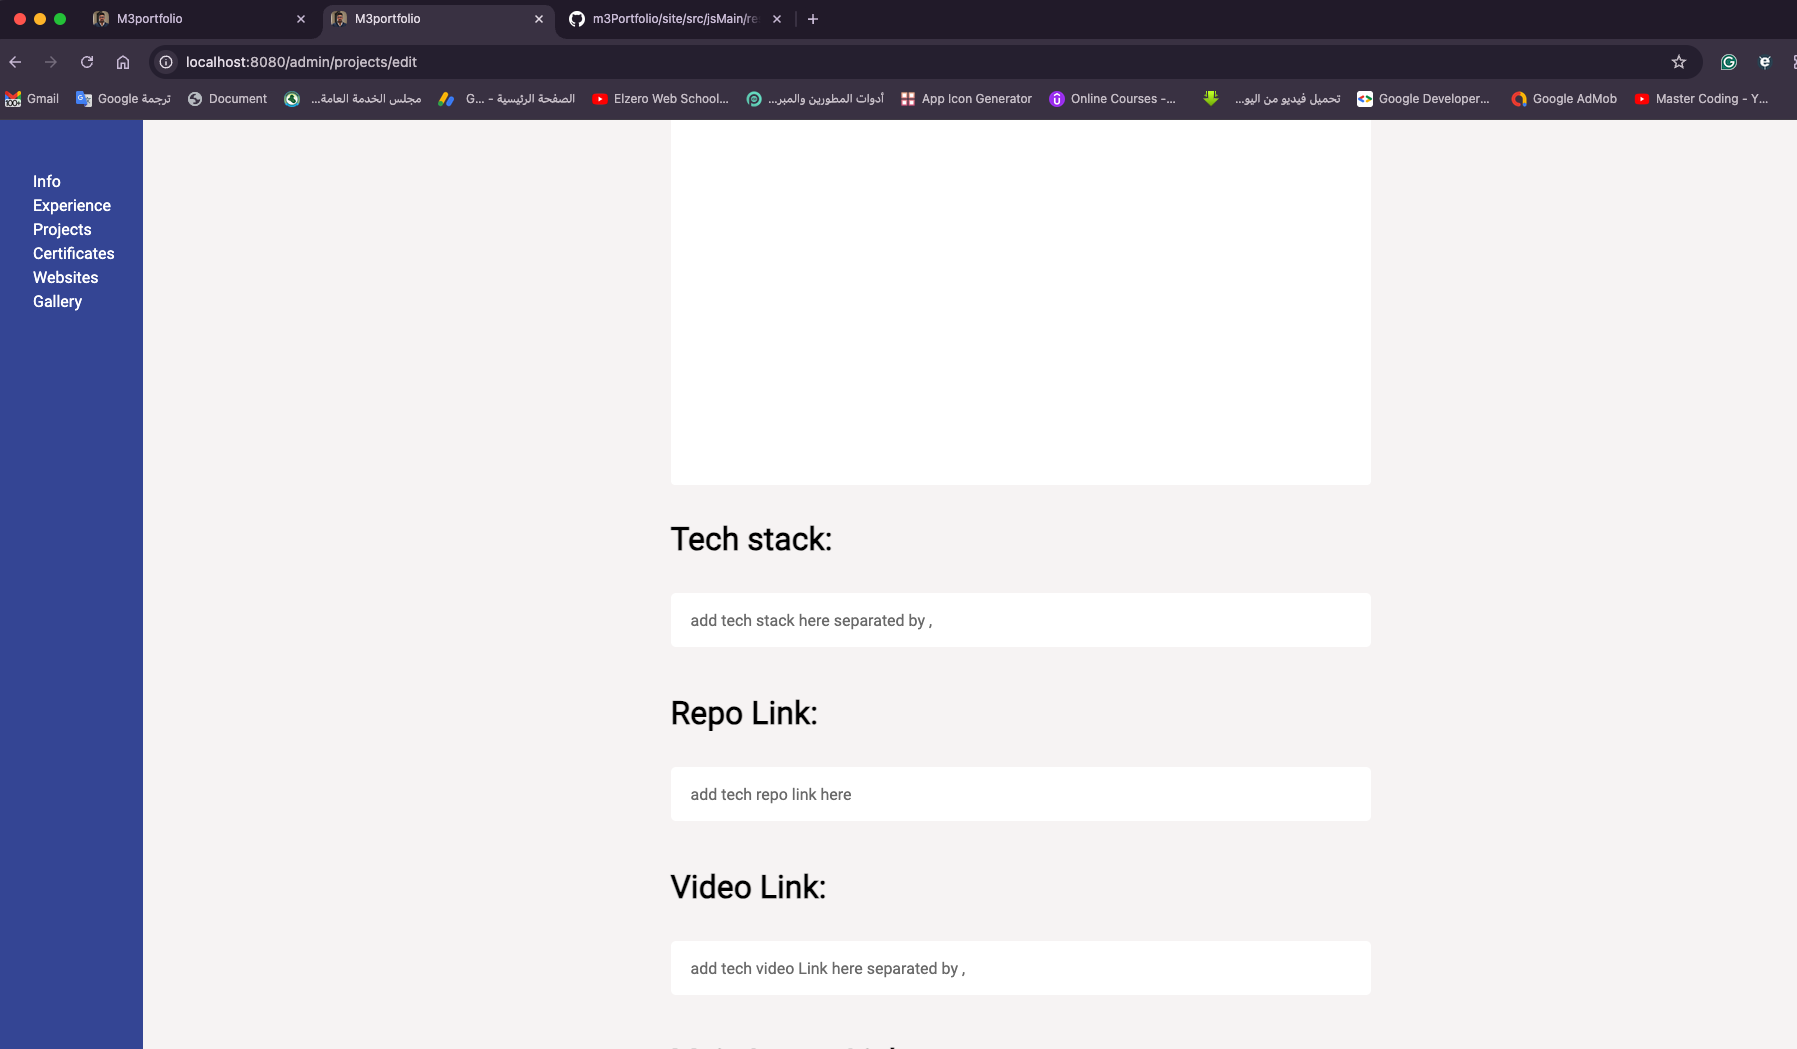 M3portfolio
M3portfolio
m3Portfolio/site/src/jsMain/re
localhost:8080/admin/projects/edit
Gmail
Google ترجمة
Document
مجلس الخدمة العامة...
الصفحة الرئيسية - G...
Elzero Web School...
أدوات المطورين والمبر...
App Icon Generator
Online Courses -...
تحميل فيديو من اليو...
Google Developer...
Google AdMob
Master Coding - Y...
Info
Experience
Projects
Certificates
Websites
Gallery
Tech stack:
add tech stack here separated by ,
Repo Link:
add tech repo link here
Video Link:
add tech video Link here separated by ,